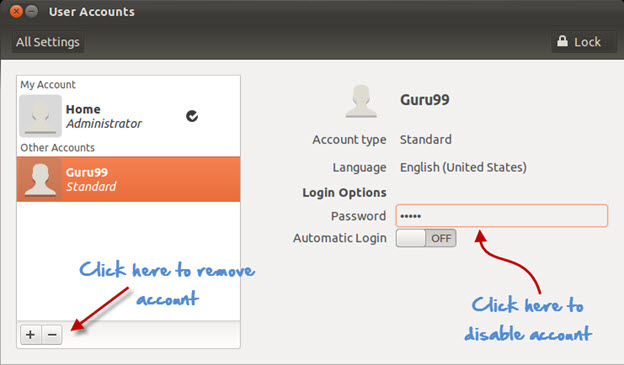 User Accounts
All Settings
Lock
My Account
Home
Administrator
Other Accounts
Guru99
Standard
Guru99
Account type Standard
Language English (United States)
Login Options
Password •••••
Automatic Login OFF
Click here to remove
account
Click here to
disable account
+ −